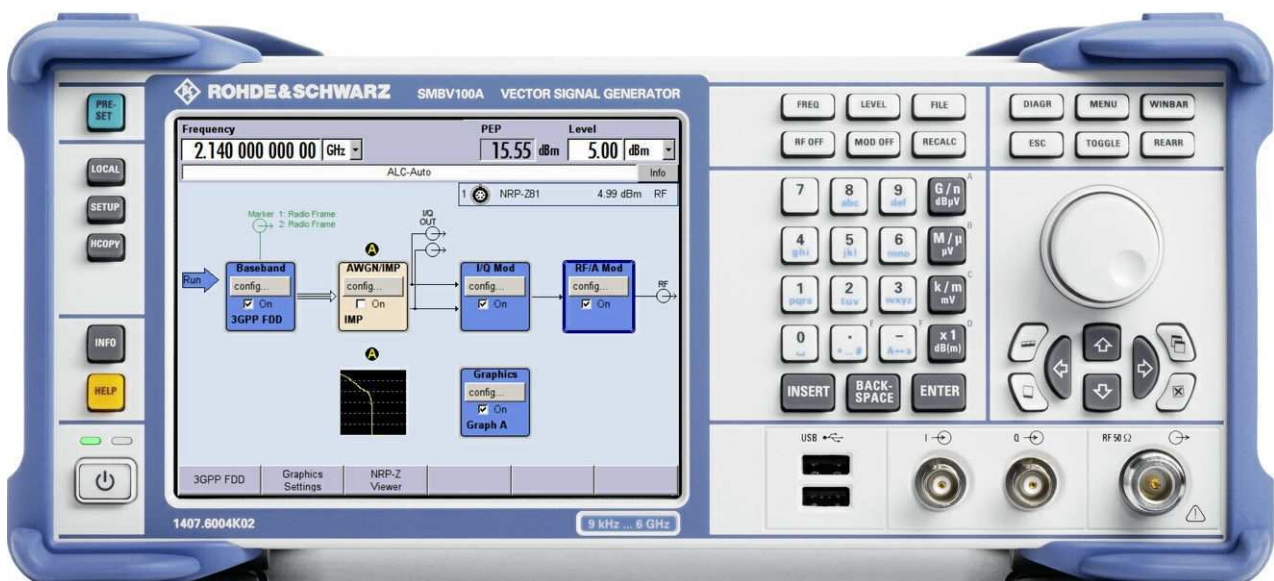 PRE-
SET
LOCAL
SETUP
HCOPY
INFO
HELP
ROHDE&SCHWARZ SMBV100A VECTOR SIGNAL GENERATOR
Frequency PEP Level
2.140 000 000 00 GHz 15.55 dBm 5.00 dBm
ALC-Auto Info
1 NRP-Z81 4.99 dBm RF
Marker 1: Radio Frame
2: Radio Frame
I/Q
OUT
A
Run
Baseband AWGN/IMP I/Q Mod RF/A Mod
config... config... config... config...
On On On On
3GPP FDD IMP
RF
A
Graphics
config...
On
Graph A
3GPP FDD Graphics Settings NRP-Z Viewer
1407.6004K02 9 kHz ... 6 GHz
FREQ LEVEL FILE DIAGR MENU WINBAR
RF OFF MOD OFF RECALC ESC TOGGLE REARR
7 8 abc 9 def G/n dBµV A
4 ghi 5 jkl 6 mno M/µ µV B
1 pqrs 2 tuv 3 wxyz k/m mV C
0 . *...# E - A↔a F x1 dB(m) D
INSERT BACK-SPACE ENTER
USB I Q RF 50 Ω